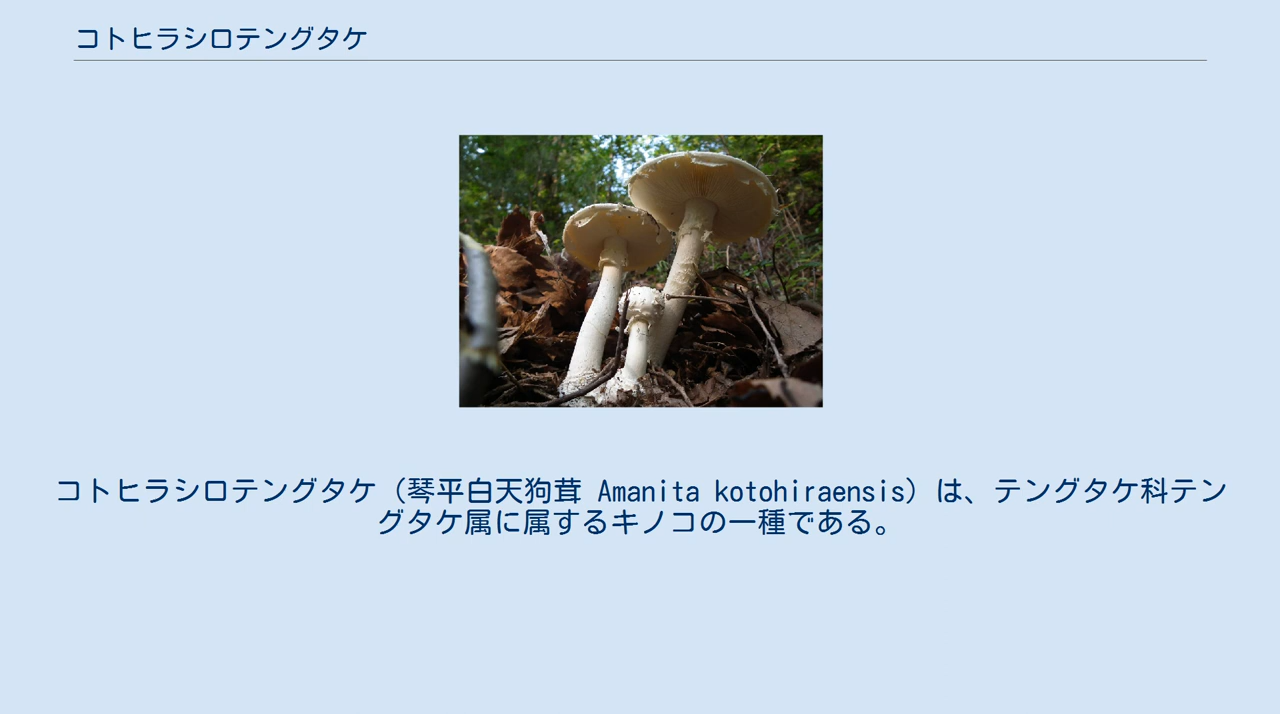 コトヒラシロテングタケ
コトヒラシロテングタケ（琴平白天狗茸 Amanita kotohiraensis）は、テングタケ科テン
グタケ属に属するキノコの一種である。